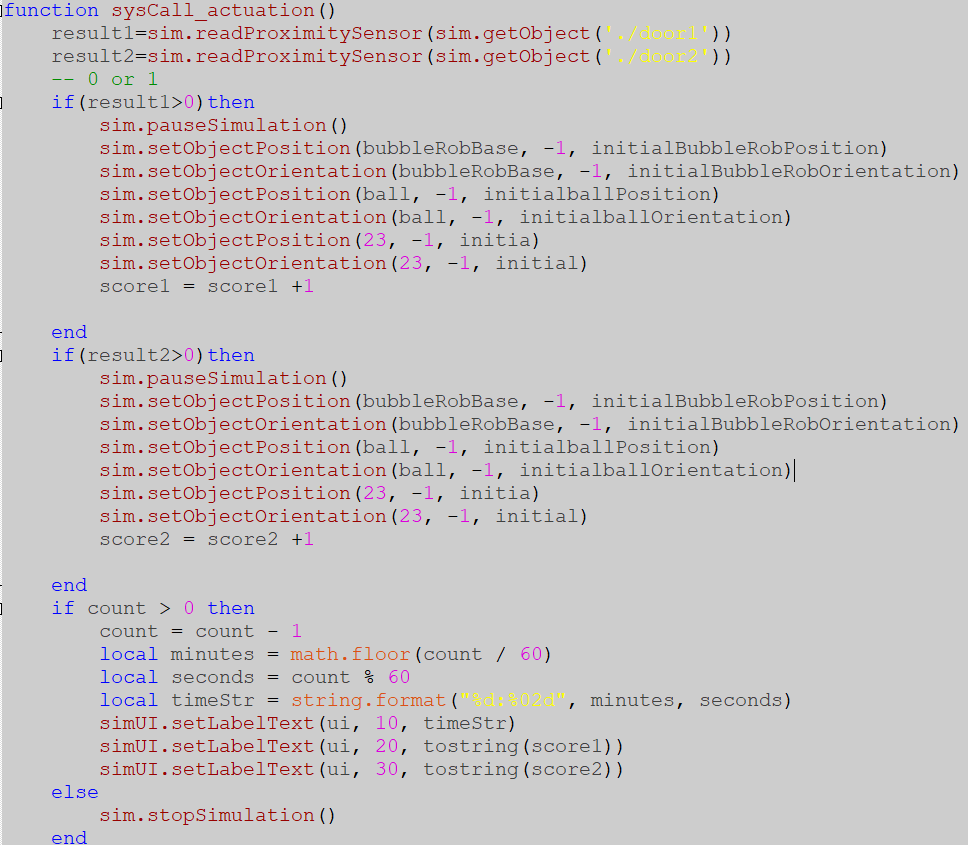 function sysCall_actuation()
    result1=sim.readProximitySensor(sim.getObject('./door1'))
    result2=sim.readProximitySensor(sim.getObject('./door2'))
    -- 0 or 1
    if(result1>0)then
        sim.pauseSimulation()
        sim.setObjectPosition(bubbleRobBase, -1, initialBubbleRobPosition)
        sim.setObjectOrientation(bubbleRobBase, -1, initialBubbleRobOrientation)
        sim.setObjectPosition(ball, -1, initialballPosition)
        sim.setObjectOrientation(ball, -1, initialballOrientation)
        sim.setObjectPosition(23, -1, initia)
        sim.setObjectOrientation(23, -1, initial)
        score1 = score1 +1
    end
    if(result2>0)then
        sim.pauseSimulation()
        sim.setObjectPosition(bubbleRobBase, -1, initialBubbleRobPosition)
        sim.setObjectOrientation(bubbleRobBase, -1, initialBubbleRobOrientation)
        sim.setObjectPosition(ball, -1, initialballPosition)
        sim.setObjectOrientation(ball, -1, initialballOrientation)
        sim.setObjectPosition(23, -1, initia)
        sim.setObjectOrientation(23, -1, initial)
        score2 = score2 +1
    end
    if count > 0 then
        count = count - 1
        local minutes = math.floor(count / 60)
        local seconds = count % 60
        local timeStr = string.format("%d:%02d", minutes, seconds)
        simUI.setLabelText(ui, 10, timeStr)
        simUI.setLabelText(ui, 20, tostring(score1))
        simUI.setLabelText(ui, 30, tostring(score2))
    else
        sim.stopSimulation()
    end